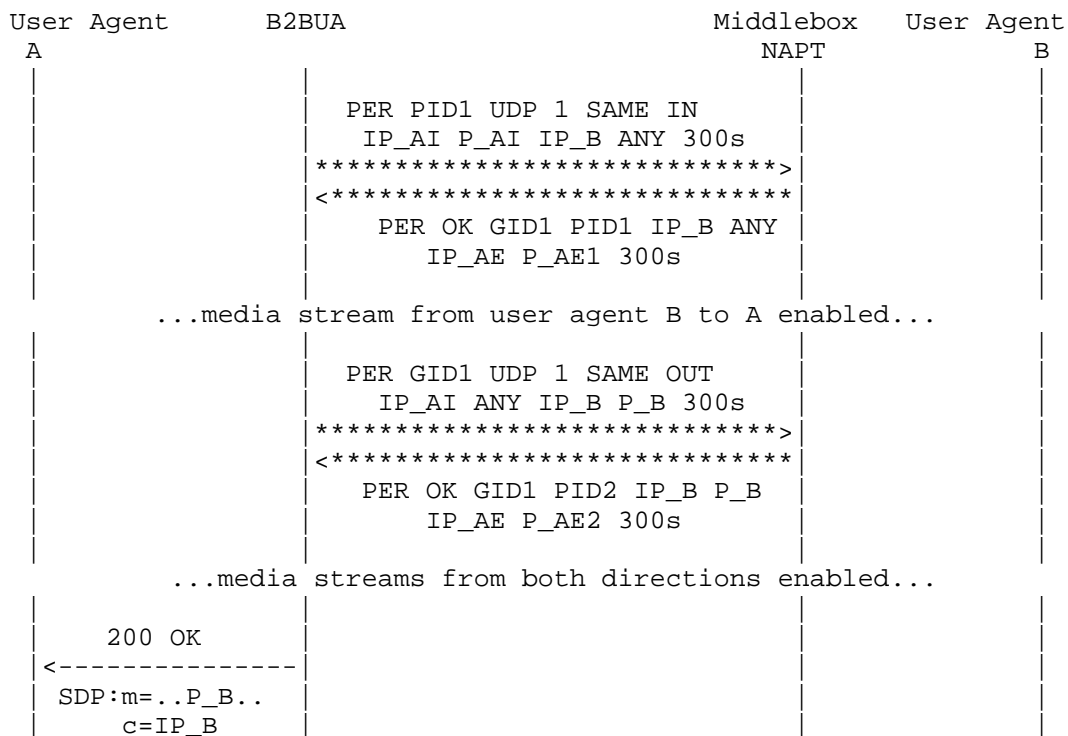 User Agent B2BUA Middlebox User Agent
A NAPT B
PER PID1 UDP 1 SAME IN
IP_AI P_AI IP_B ANY 300s
****************************->
<*****************************
PER OK GID1 PID1 IP_B ANY
IP_AE P_AE1 300s
...media stream from user agent B to A enabled...
PER GID1 UDP 1 SAME OUT
IP_AI ANY IP_B P_B 300s
*****************************>
<*****************************
PER OK GID1 PID2 IP_B P_B
IP_AE P_AE2 300s
...media streams from both directions enabled...
200 OK
<---------------
SDP:m=..P_B..
c=IP_B